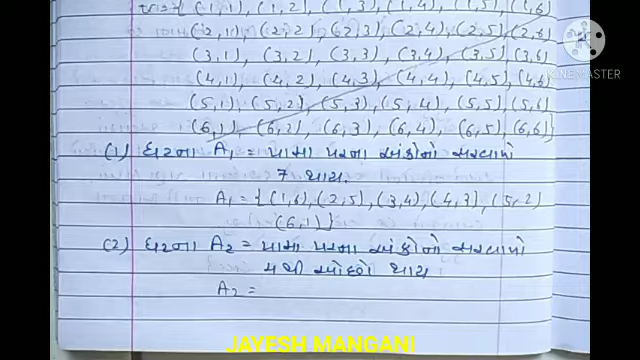 (1,1), (1,2), (1,3), (1,4), (1,5), (1,6)
(2,1), (2,2), (2,3), (2,4), (2,5), (2,6)
(3,1), (3,2), (3,3), (3,4), (3,5), (3,6)
(4,1), (4,2), (4,3), (4,4), (4,5), (4,6)
(5,1), (5,2), (5,3), (5,4), (5,5), (5,6)
(6,1), (6,2), (6,3), (6,4), (6,5), (6,6)
(1) ઘટના A₁ = પાસા પરના અંકોનો સરવાળો
7 થાય.
A₁ = {(1,6), (2,5), (3,4), (4,3), (5,2)
(6,1)}
(2) ઘટના A₂ = પાસા પરના અંકોનો સરવાળો
4થી ઓછો થાય
A₂ =
KINEMASTER
JAYESH MANGANI